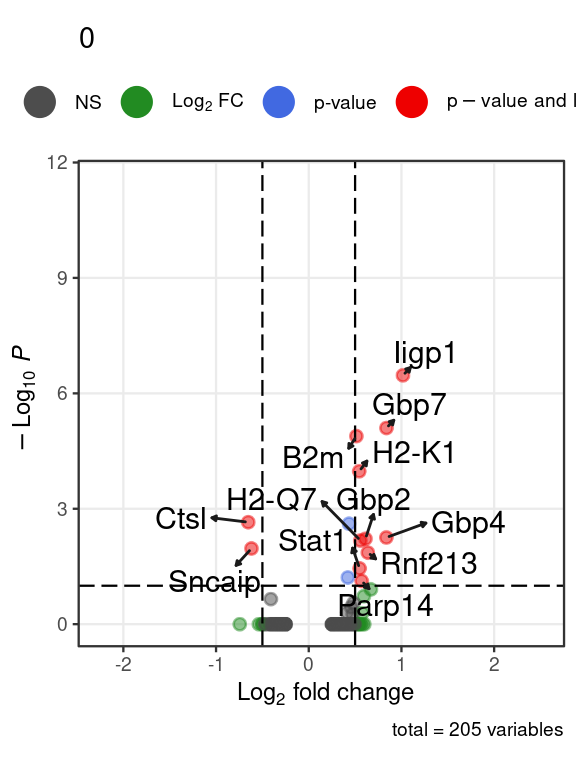 0
NS Log₂ FC p-value p − value and l
12
9
6
3
0
− Log₁₀ P
Iigp1
Gbp7
B2m
H2-K1
H2-Q7
Gbp2
Ctsl
Gbp4
Stat1
Rnf213
Sncaip
Parp14
-2 -1 0 1 2
Log₂ fold change
total = 205 variables